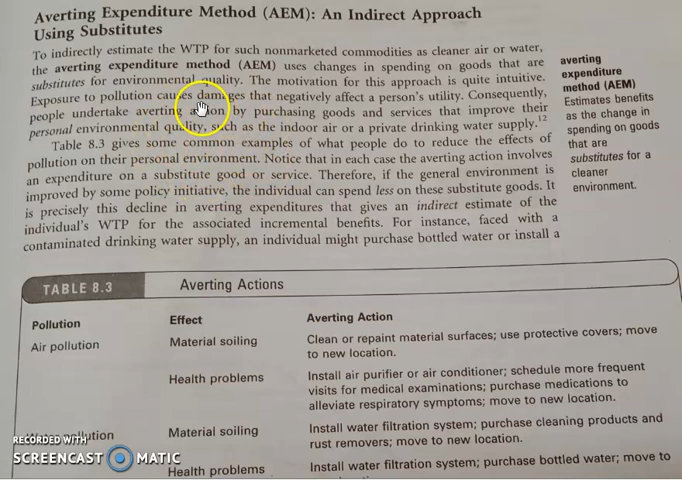 Averting Expenditure Method (AEM): An Indirect Approach
Using Substitutes
To indirectly estimate the WTP for such nonmarketed commodities as cleaner air or water,
the averting expenditure method (AEM) uses changes in spending on goods that are
substitutes for environmental quality. The motivation for this approach is quite intuitive.
Exposure to pollution causes damages that negatively affect a person's utility. Consequently,
people undertake averting action by purchasing goods and services that improve their
personal environmental quality, such as the indoor air or a private drinking water supply.12
Table 8.3 gives some common examples of what people do to reduce the effects of
pollution on their personal environment. Notice that in each case the averting action involves
an expenditure on a substitute good or service. Therefore, if the general environment is
improved by some policy initiative, the individual can spend less on these substitute goods. It
is precisely this decline in averting expenditures that gives an indirect estimate of the
individual's WTP for the associated incremental benefits. For instance, faced with a
contaminated drinking water supply, an individual might purchase bottled water or install a
averting
expenditure
method (AEM)
Estimates benefits
as the change in
spending on goods
that are
substitutes for a
cleaner
environment.
TABLE 8.3 Averting Actions
Pollution Effect Averting Action
Air pollution Material soiling Clean or repaint material surfaces; use protective covers; move
to new location.
Health problems Install air purifier or air conditioner; schedule more frequent
visits for medical examinations; purchase medications to
alleviate respiratory symptoms; move to new location.
Material soiling Install water filtration system; purchase cleaning products and
rust removers; move to new location.
Health problems Install water filtration system; purchase bottled water; move to
RECORDED WITH
SCREENCAST MATIC